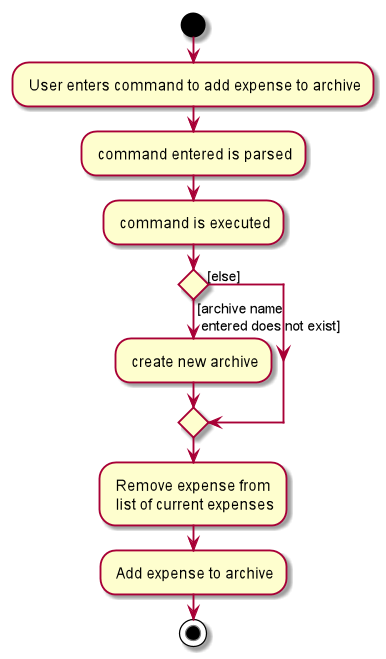 User enters command to add expense to archive
command entered is parsed
command is executed
[else]
[archive name
entered does not exist]
create new archive
Remove expense from
list of current expenses
Add expense to archive